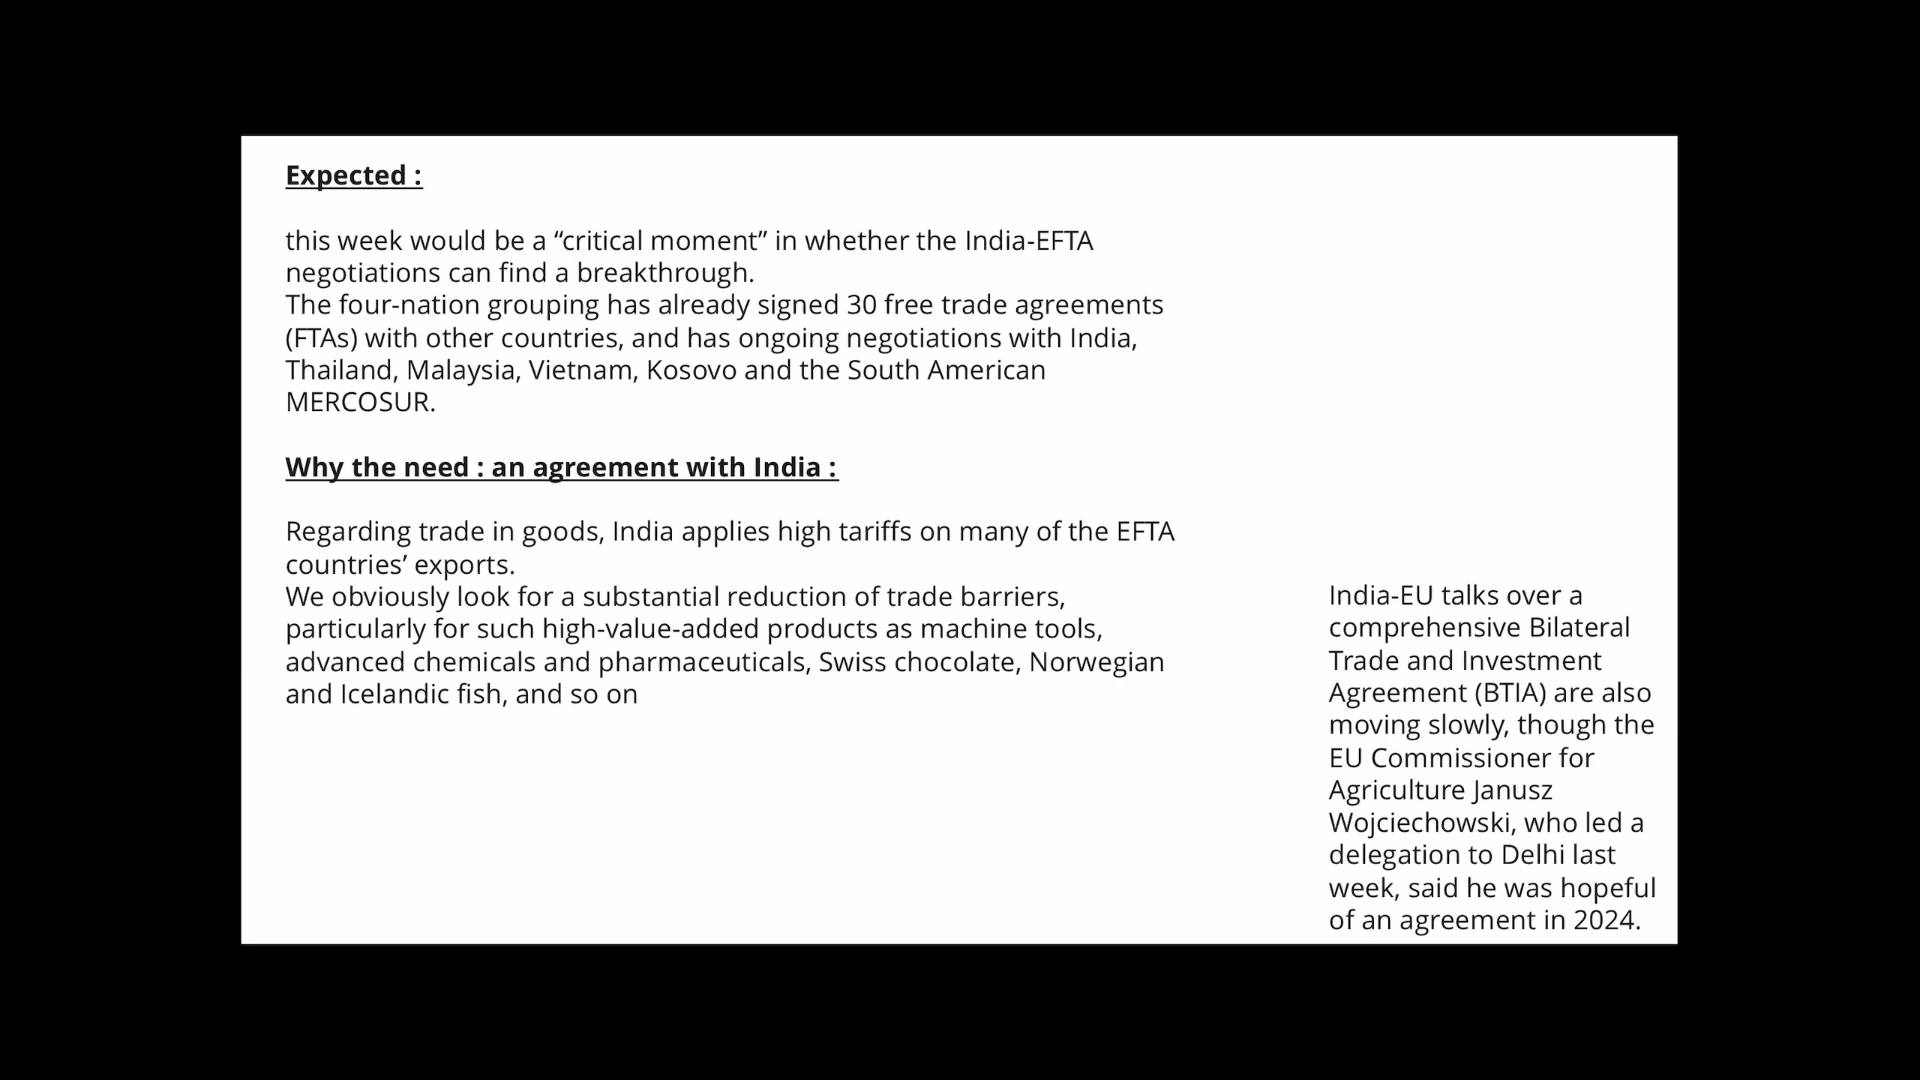 Expected :
this week would be a “critical moment” in whether the India-EFTA
negotiations can find a breakthrough.
The four-nation grouping has already signed 30 free trade agreements
(FTAs) with other countries, and has ongoing negotiations with India,
Thailand, Malaysia, Vietnam, Kosovo and the South American
MERCOSUR.
Why the need : an agreement with India :
Regarding trade in goods, India applies high tariffs on many of the EFTA
countries’ exports.
We obviously look for a substantial reduction of trade barriers,
particularly for such high-value-added products as machine tools,
advanced chemicals and pharmaceuticals, Swiss chocolate, Norwegian
and Icelandic fish, and so on
India-EU talks over a
comprehensive Bilateral
Trade and Investment
Agreement (BTIA) are also
moving slowly, though the
EU Commissioner for
Agriculture Janusz
Wojciechowski, who led a
delegation to Delhi last
week, said he was hopeful
of an agreement in 2024.